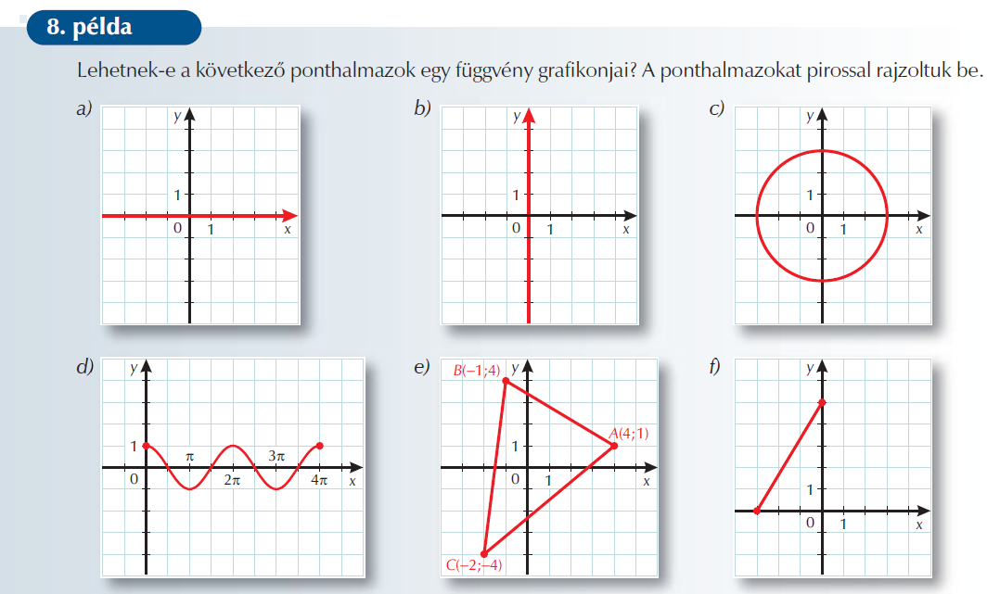 8. példa
Lehetnek-e a következő ponthalmazok egy függvény grafikonjai? A ponthalmazokat pirossal rajzoltuk be.
a)
y
1
0
1
x
b)
y
1
0
1
x
c)
y
1
0
1
x
d)
y
1
π
3π
0
2π
4π
x
e)
B(–1;4)
y
A(4;1)
1
0
1
x
C(–2;–4)
f)
y
1
0
1
x